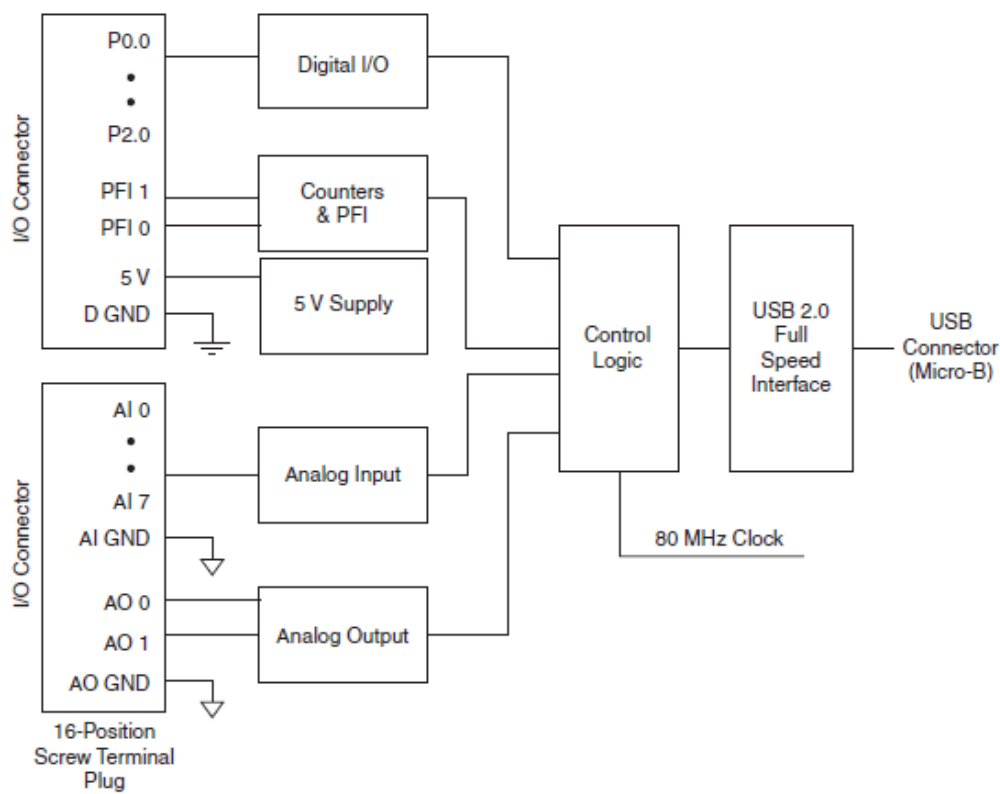 I/O Connector
P0.0
P2.0
PFI 1
PFI 0
5 V
D GND
Digital I/O
Counters
& PFI
5 V Supply
I/O Connector
AI 0
AI 7
AI GND
AO 0
AO 1
AO GND
16-Position
Screw Terminal
Plug
Analog Input
Analog Output
Control
Logic
80 MHz Clock
USB 2.0
Full
Speed
Interface
USB
Connector
(Micro-B)